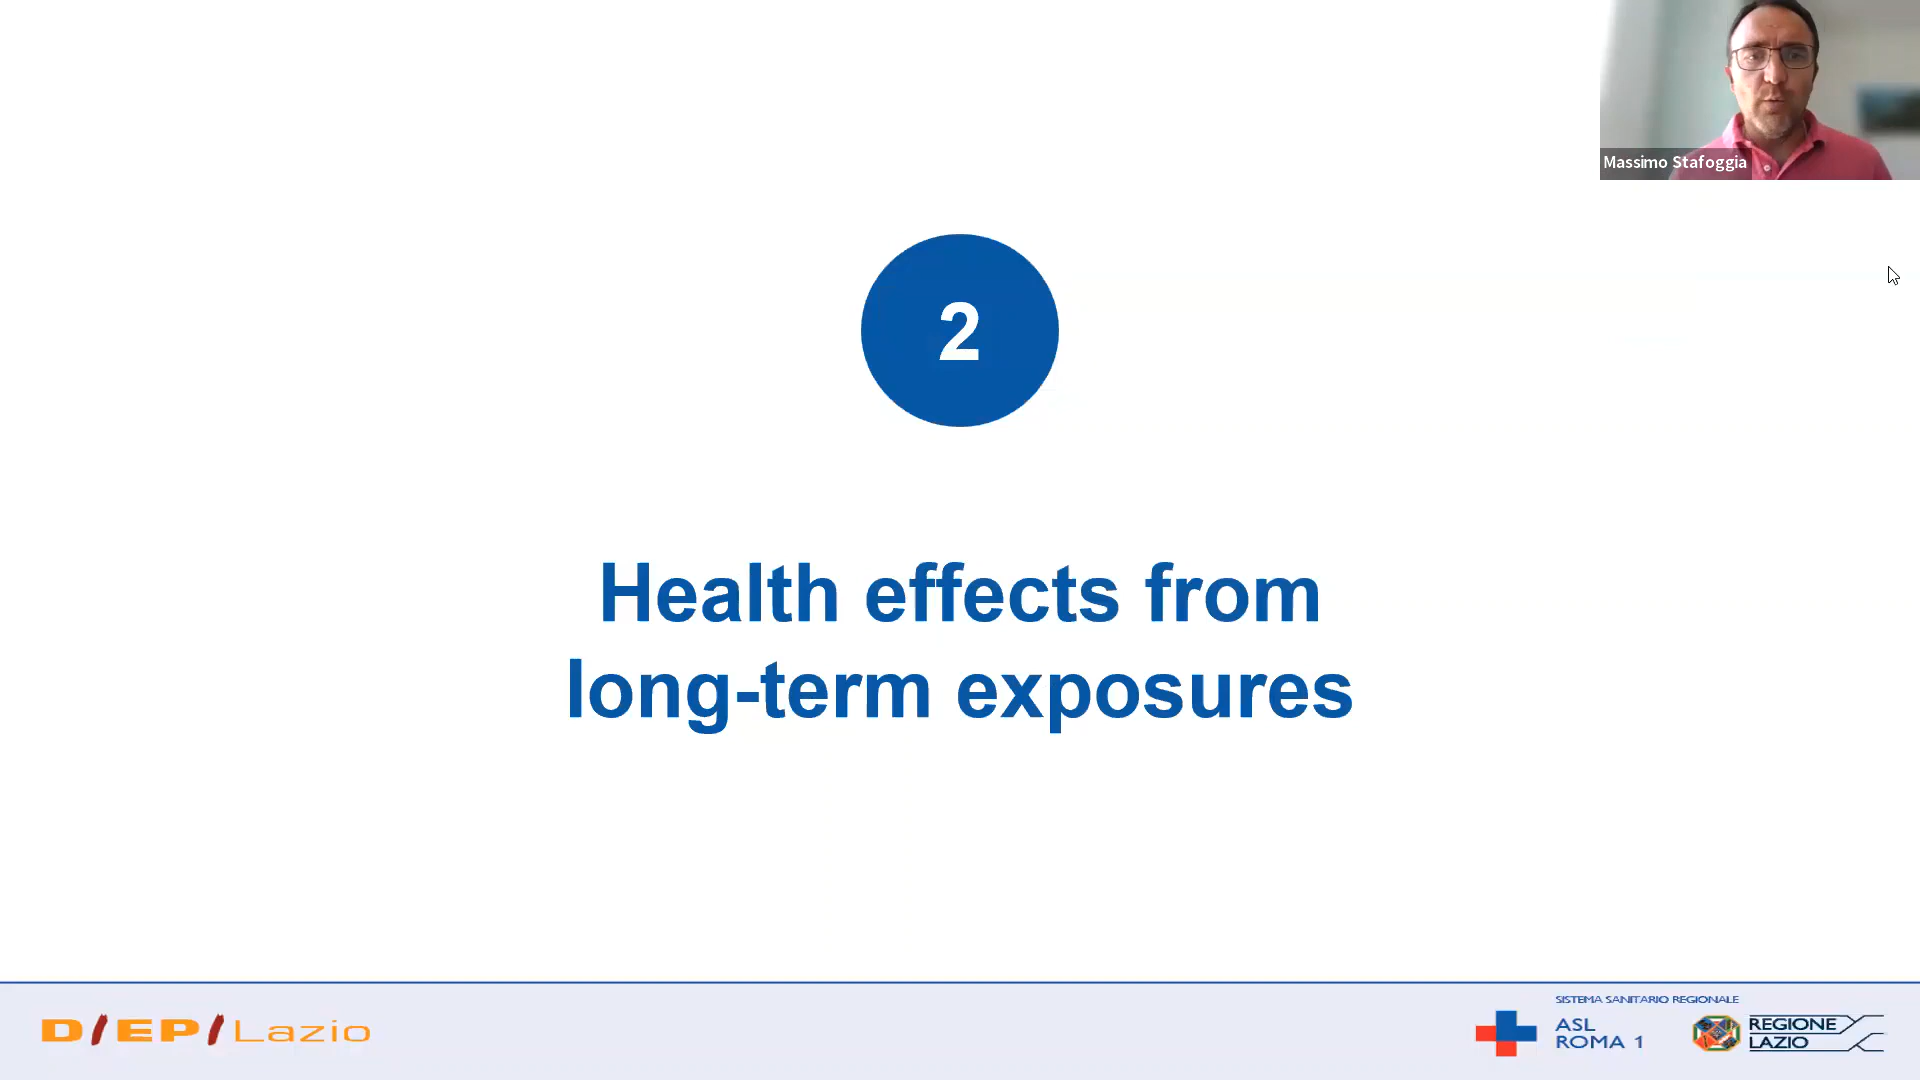 Massimo Stafoggia
2
Health effects from
long-term exposures
D/EP/Lazio
SISTEMA SANITARIO REGIONALE
ASL
ROMA 1
REGIONE
LAZIO